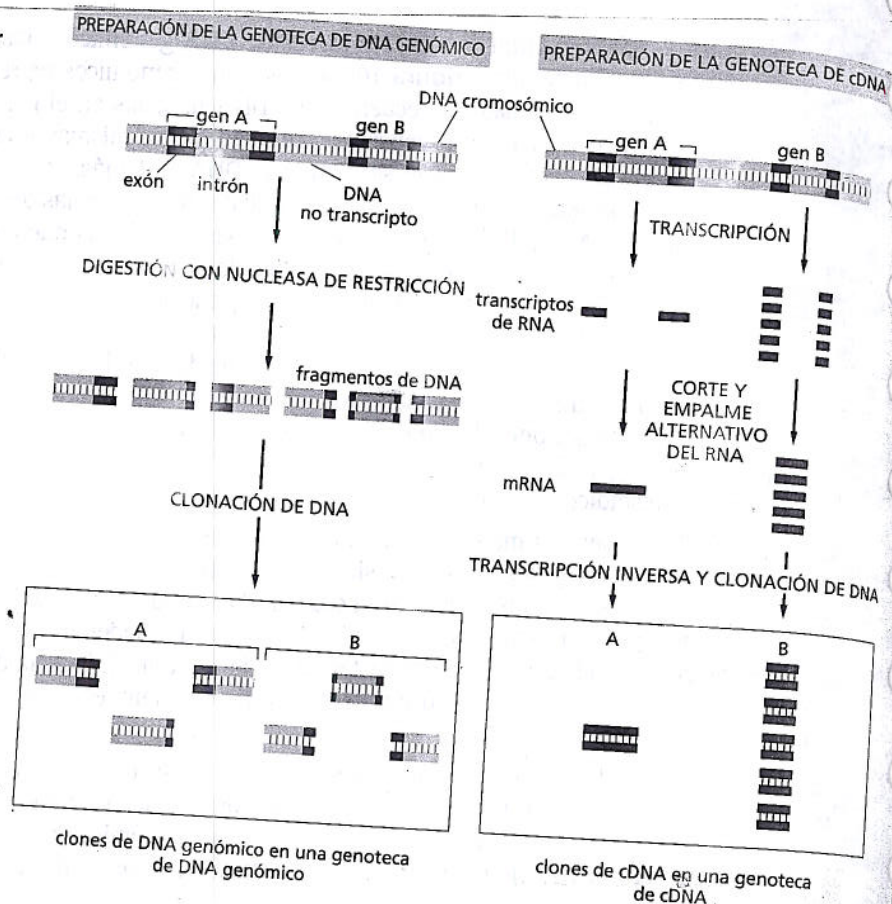 PREPARACIÓN DE LA GENOTECA DE DNA GENÓMICO
gen A
gen B
exón
intrón
DNA
no transcripto
DIGESTIÓN CON NUCLEASA DE RESTRICCIÓN
fragmentos de DNA
CLONACIÓN DE DNA
A
B
clones de DNA genómico en una genoteca
de DNA genómico
PREPARACIÓN DE LA GENOTECA DE cDNA
DNA cromosómico
gen A
gen B
TRANSCRIPCIÓN
transcriptos
de RNA
CORTE Y
EMPALME
ALTERNATIVO
DEL RNA
mRNA
TRANSCRIPCIÓN INVERSA Y CLONACIÓN DE DNA
A
B
clones de cDNA en una genoteca
de cDNA